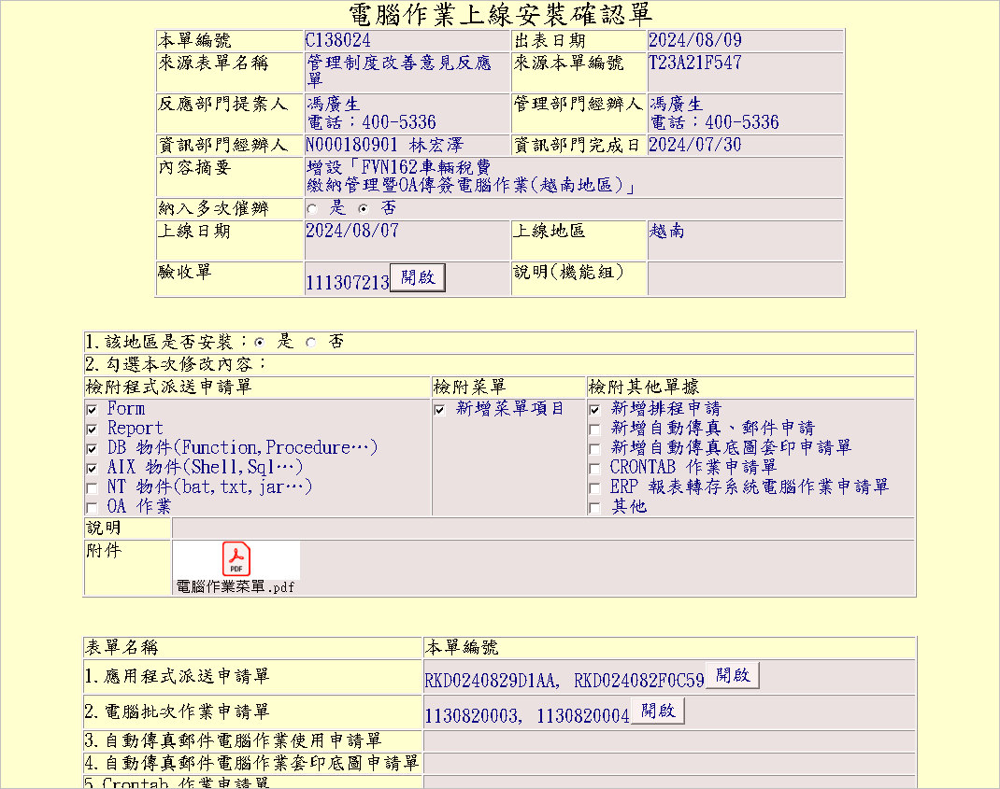 電腦作業上線安裝確認單
本單編號 C138024 出表日期 2024/08/09
來源表單名稱 管理制度改善意見反應單 來源本單編號 T23A21F547
反應部門提案人 馮廣生 管理部門經辦人 馮廣生
電話：400-5336 電話：400-5336
資訊部門經辦人 N000180901 林宏澤 資訊部門完成日 2024/07/30
內容摘要 增設「FVN162車輛稅費
繳納管理暨OA傳簽電腦作業(越南地區)」
納入多次催辦 是 否
上線日期 2024/08/07 上線地區 越南
驗收單 111307213 開啟 說明(機能組)
1.該地區是否安裝： 是 否
2.勾選本次修改內容：
檢附程式派送申請單 檢附菜單 檢附其他單據
Form 新增菜單項目 新增排程申請
Report 新增自動傳真、郵件申請
DB 物件(Function,Procedure…) 新增自動傳真底圖套印申請單
AIX 物件(Shell,Sql…) CRONTAB 作業申請單
NT 物件(bat,txt,jar…) ERP 報表轉存系統電腦作業申請單
OA 作業 其他
說明
附件
PDF
電腦作業菜單.pdf
表單名稱 本單編號
1.應用程式派送申請單 RKD0240829D1AA, RKD024082F0C59 開啟
2.電腦批次作業申請單 1130820003, 1130820004 開啟
3.自動傳真郵件電腦作業使用申請單
4.自動傳真郵件電腦作業套印底圖申請單
5.Crontab 作業申請單